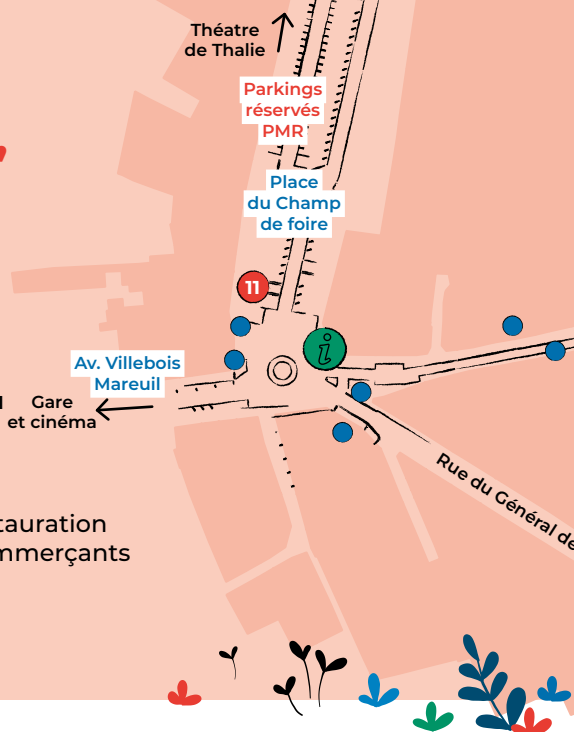 Théatre
de Thalie
Parkings
réservés
PMR
Place
du Champ
de foire
11
i
Av. Villebois
Mareuil
Gare
et cinéma
Rue du Général de
tauration
mmerçants